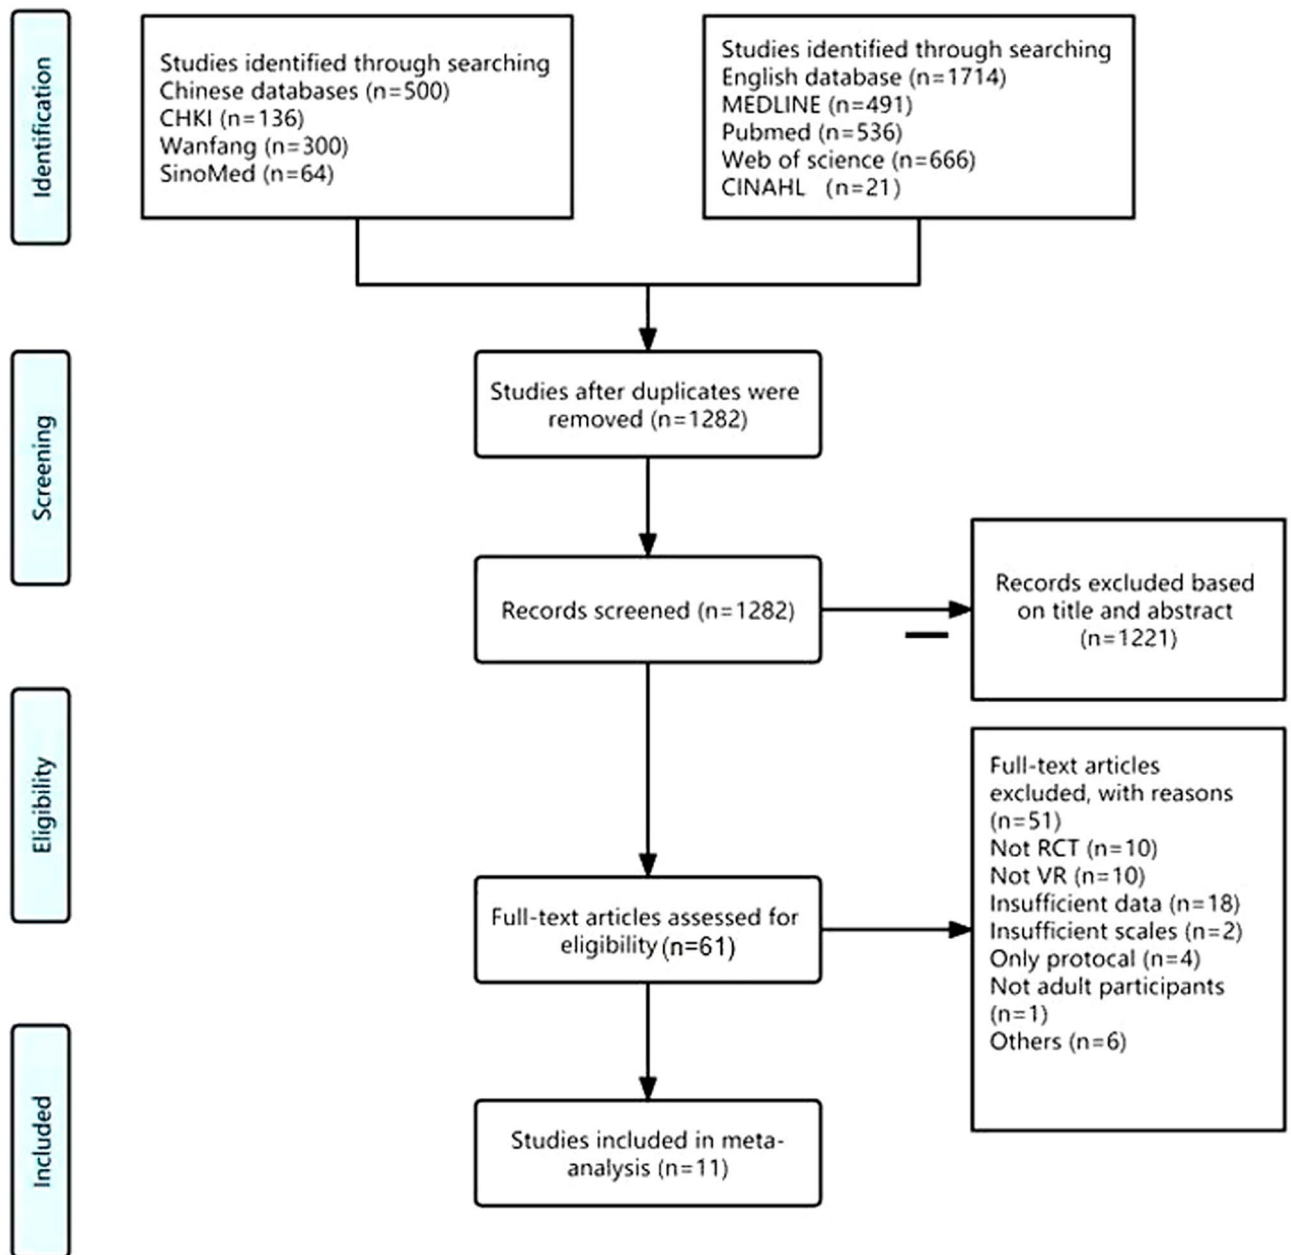 Identification
Studies identified through searching
Chinese databases (n=500)
CHKI (n=136)
Wanfang (n=300)
SinoMed (n=64)
Studies identified through searching
English database (n=1714)
MEDLINE (n=491)
Pubmed (n=536)
Web of science (n=666)
CINAHL (n=21)
Screening
Studies after duplicates were
removed (n=1282)
Records screened (n=1282)
Records excluded based
on title and abstract
(n=1221)
Eligibility
Full-text articles assessed for
eligibility (n=61)
Full-text articles
excluded, with reasons
(n=51)
Not RCT (n=10)
Not VR (n=10)
Insufficient data (n=18)
Insufficient scales (n=2)
Only protocal (n=4)
Not adult participants
(n=1)
Others (n=6)
Included
Studies included in meta-
analysis (n=11)